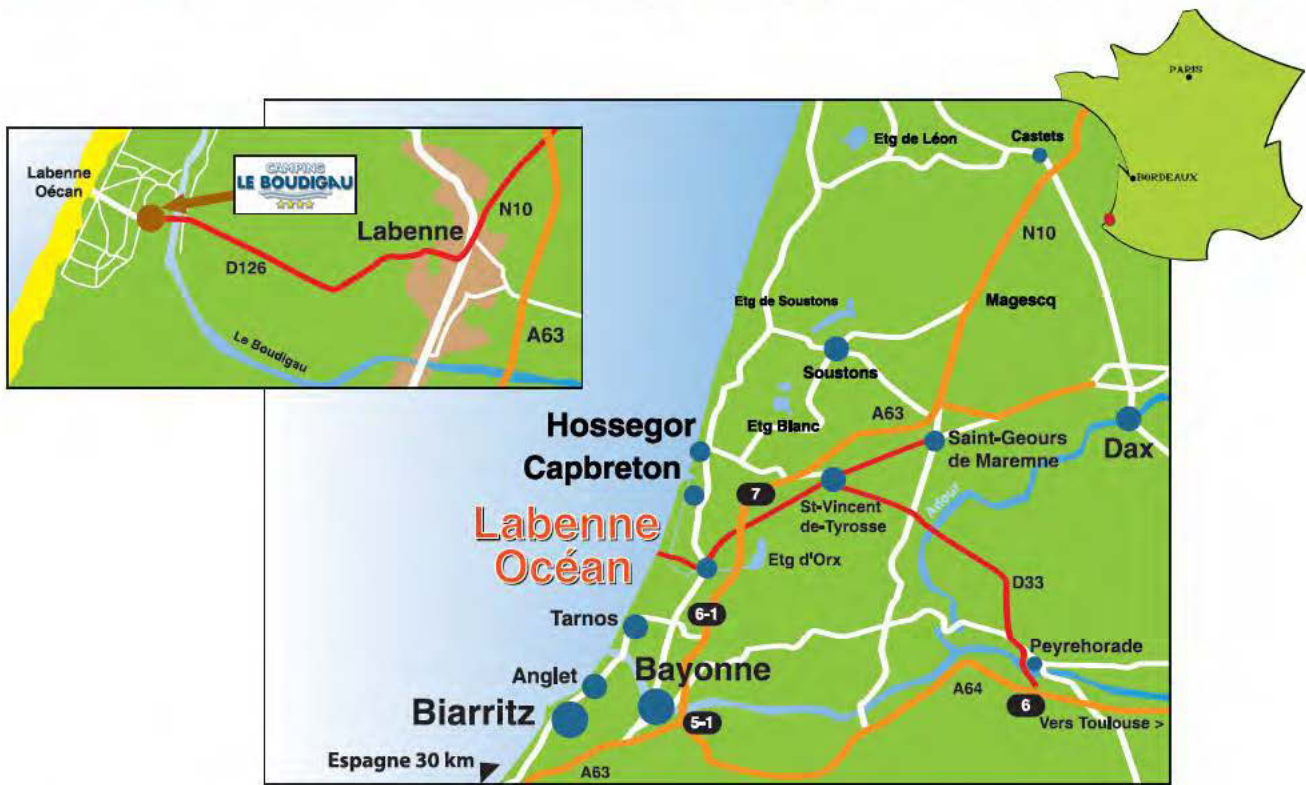 PARIS
BORDEAUX
Labenne
Oécan
CAMPING
LE BOUDIGAU
Labenne
N10
D126
Le Boudigau
A63
Etg de Léon
Castets
N10
Etg de Soustons
Magescq
Soustons
Etg Blanc
A63
Hossegor
Capbreton
Saint-Geours
de Maremne
Dax
7
Adour
St-Vincent
de-Tyrosse
Labenne
Océan
Etg d'Orx
D33
6-1
Tarnos
Peyrehorade
Anglet
Bayonne
A64
6
Biarritz
5-1
Vers Toulouse >
Espagne 30 km
A63